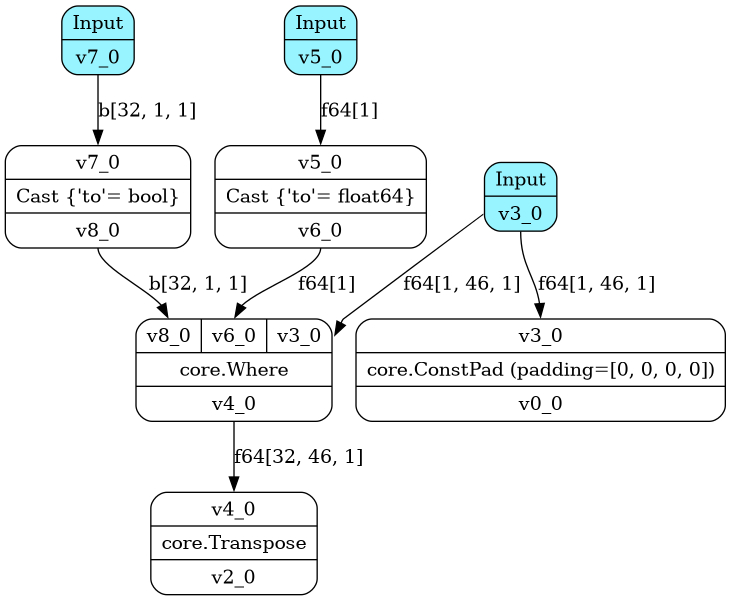 Input
v7_0
Input
v5_0
b[32, 1, 1]
f64[1]
v7_0
Cast {'to'= bool}
v8_0
v5_0
Cast {'to'= float64}
v6_0
Input
v3_0
b[32, 1, 1]
f64[1]
f64[1, 46, 1]
f64[1, 46, 1]
v8_0 v6_0 v3_0
core.Where
v4_0
v3_0
core.ConstPad (padding=[0, 0, 0, 0])
v0_0
f64[32, 46, 1]
v4_0
core.Transpose
v2_0